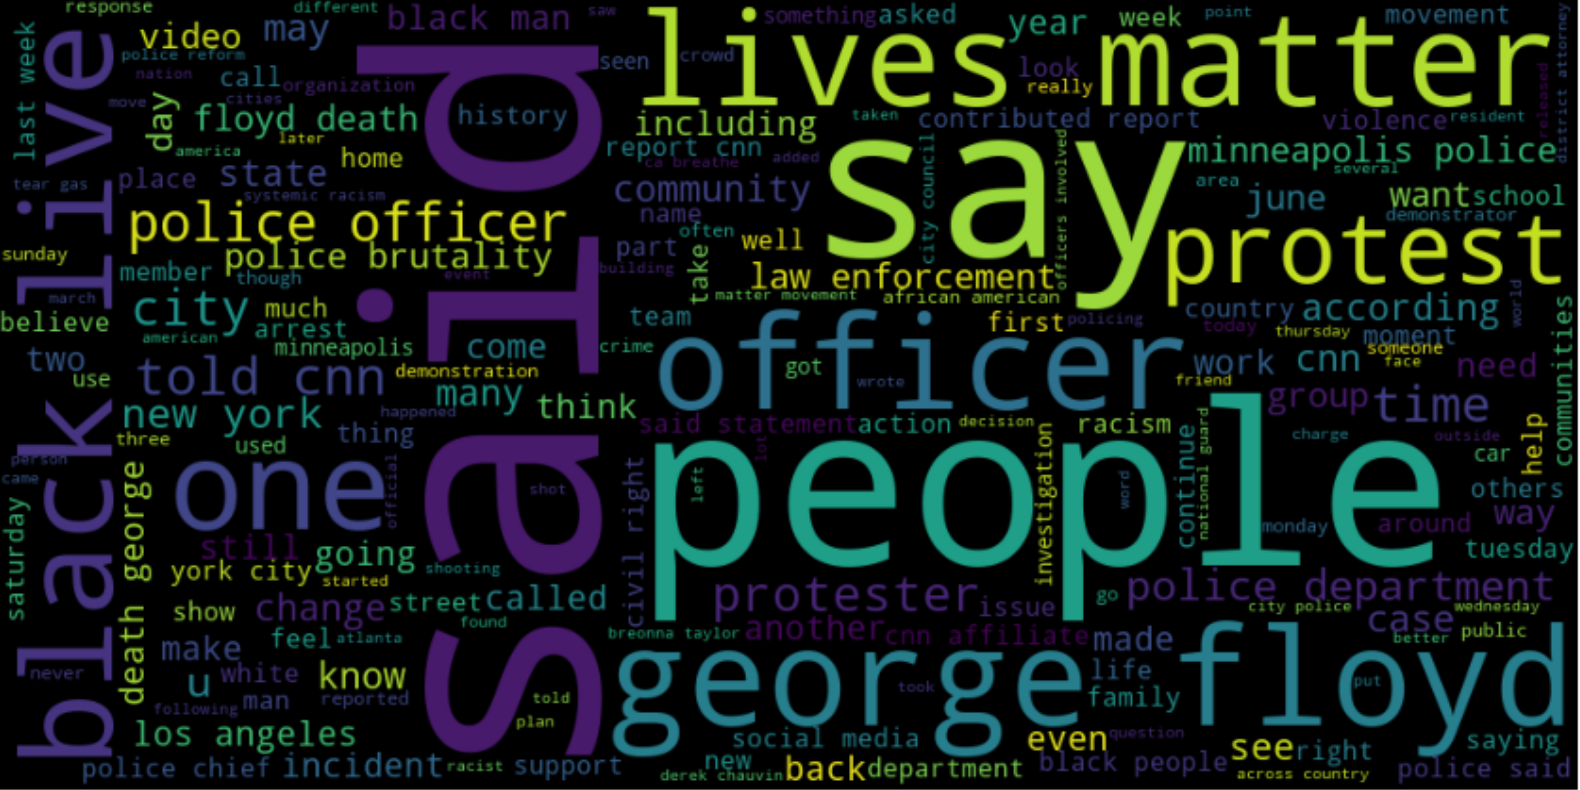 response
different
black man
saw
lives matter
something
asked
year
week
point
movement
video
may
police reform
nation
call
organization
cities
move
last week
black live
day
floyd death
later
america
home
said
history
seen
crowd
look
really
including
taken
contributed report
violence
resident
released
district attorney
report cnn
ca breathe
added
say
minneapolis police
several
tear gas
place
state
systemic racism
community
name
city council
officers involved
area
june
want
school
demonstrator
police officer
police brutality
sunday
member
though
event
part
often
building
take
well
law enforcement
protest
march
matter movement
african american
believe
city
much
american
arrest
minneapolis
team
first
policing
country
according
today
thursday
moment
world
communities
two
use
told cnn
come
demonstration
crime
officer
got
wrote
work
cnn
someone
face
friend
need
new york
many
think
happened
three
used
thing
said statement
action
decision
racism
group
time
charge
outside
help
person
came
one
official
shot
civil right
left
lot
people
investigation
word
continue
national guard
car
others
monday
around
way
saturday
death george
still
going
york city
started
shooting
tuesday
show
change
street
called
found
protester
issue
go
police department
city police
wednesday
case
better
public
make
feel
atlanta
breonna taylor
another
cnn affiliate
made
life
family
george floyd
took
put
never
u
white
know
following
man
reported
told
plan
los angeles
social media
new
even
question
see
right
saying
police chief
incident
racist
support
derek chauvin
back
department
black people
across country
police said